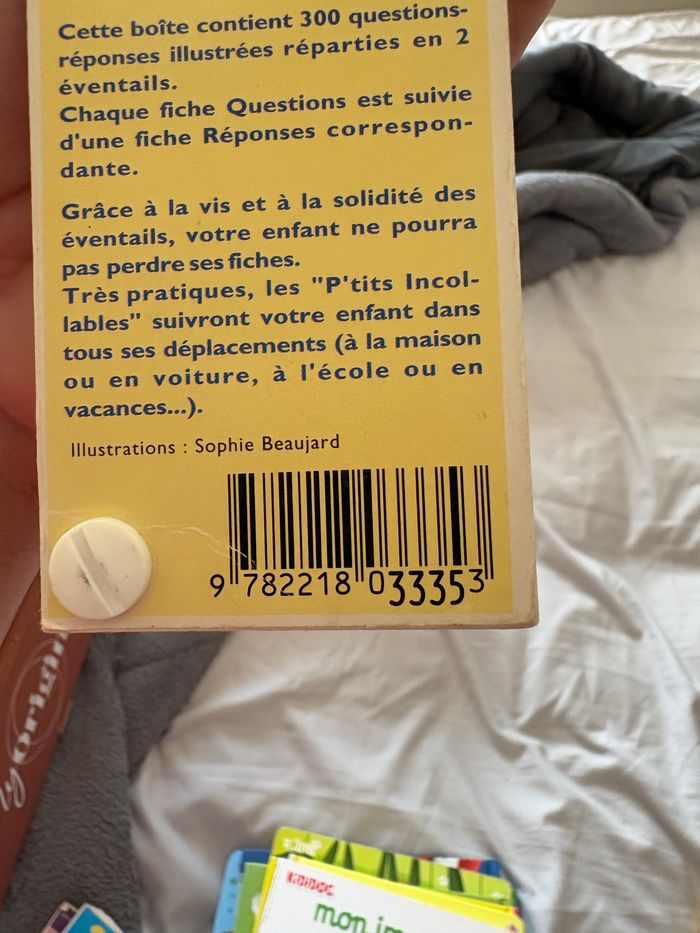 Cette boîte contient 300 questions-
réponses illustrées réparties en 2
éventails.
Chaque fiche Questions est suivie
d'une fiche Réponses correspon-
dante.
Grâce à la vis et à la solidité des
éventails, votre enfant ne pourra
pas perdre ses fiches.
Très pratiques, les "P'tits Incol-
lables" suivront votre enfant dans
tous ses déplacements (à la maison
ou en voiture, à l'école ou en
vacances...).
Illustrations : Sophie Beaujard
9 782218 033353
KIDIDOC
mon